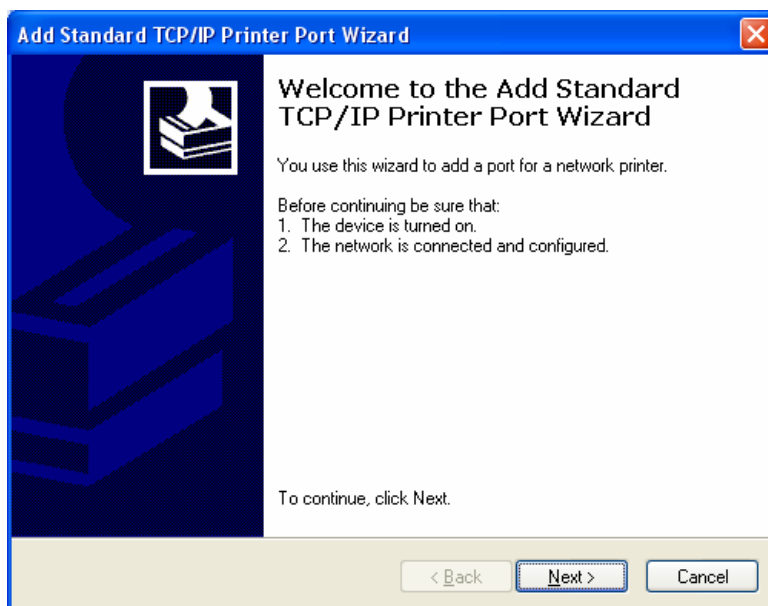 Add Standard TCP/IP Printer Port Wizard
Welcome to the Add Standard
TCP/IP Printer Port Wizard
You use this wizard to add a port for a network printer.
Before continuing be sure that:
1. The device is turned on.
2. The network is connected and configured.
To continue, click Next.
< Back Next > Cancel